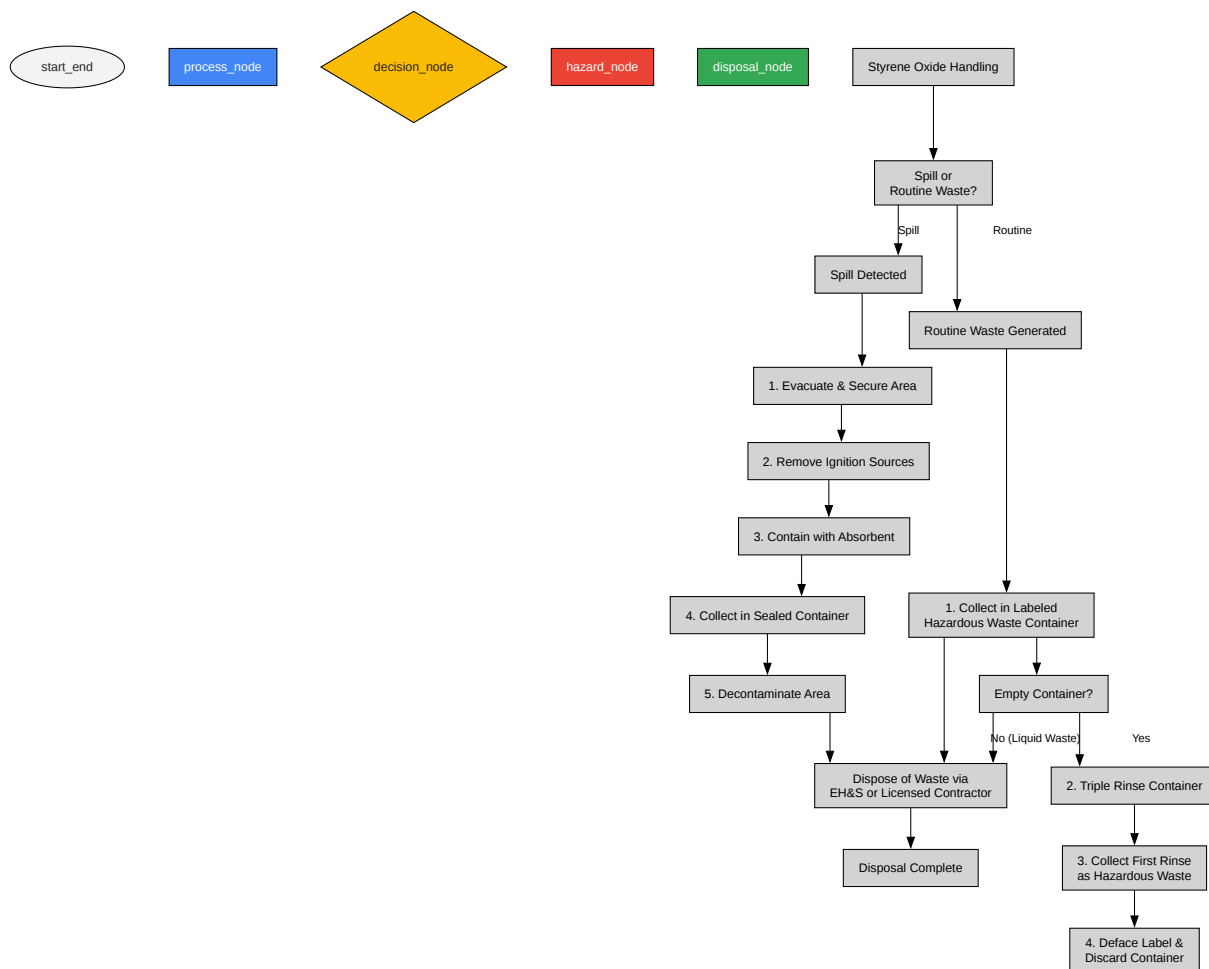 start_end
process_node
decision_node
hazard_node
disposal_node
Styrene Oxide Handling
Spill or
Routine Waste?
Spill
Routine
Spill Detected
Routine Waste Generated
1. Evacuate & Secure Area
2. Remove Ignition Sources
3. Contain with Absorbent
4. Collect in Sealed Container
1. Collect in Labeled
Hazardous Waste Container
5. Decontaminate Area
Empty Container?
No (Liquid Waste)
Yes
Dispose of Waste via
EH&S or Licensed Contractor
2. Triple Rinse Container
Disposal Complete
3. Collect First Rinse
as Hazardous Waste
4. Deface Label &
Discard Container